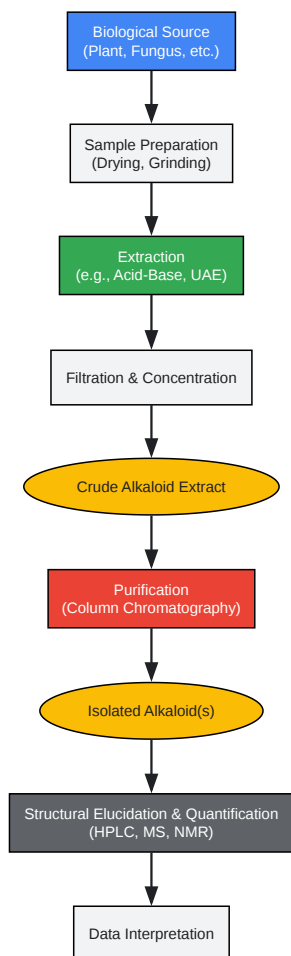 Biological Source
(Plant, Fungus, etc.)
Sample Preparation
(Drying, Grinding)
Extraction
(e.g., Acid-Base, UAE)
Filtration & Concentration
Crude Alkaloid Extract
Purification
(Column Chromatography)
Isolated Alkaloid(s)
Structural Elucidation & Quantification
(HPLC, MS, NMR)
Data Interpretation